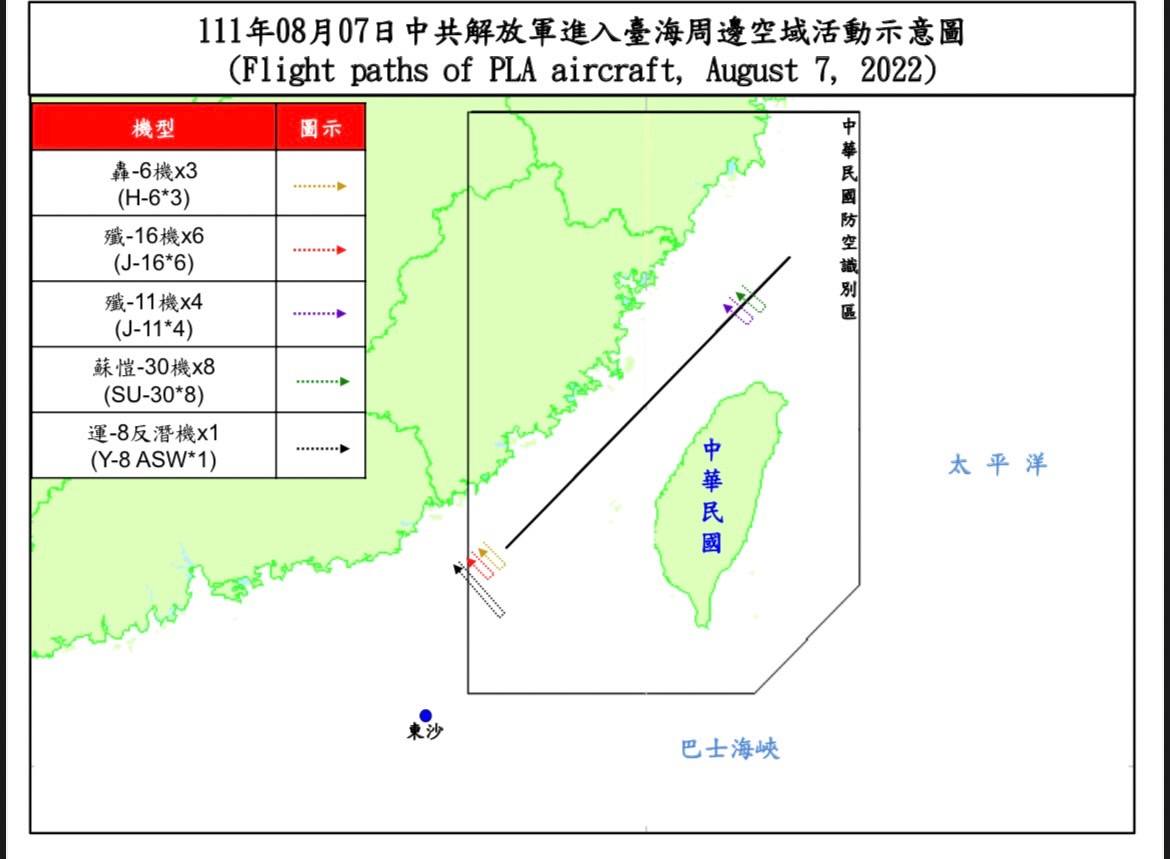 111年08月07日中共解放軍進入臺海周邊空域活動示意圖
(Flight paths of PLA aircraft, August 7, 2022)
機型 圖示
轟-6機x3
(H-6*3)
殲-16機x6
(J-16*6)
殲-11機x4
(J-11*4)
蘇愷-30機x8
(SU-30*8)
運-8反潛機x1
(Y-8 ASW*1)
中華民國防空識別區
中華民國
太平洋
東沙
巴士海峽